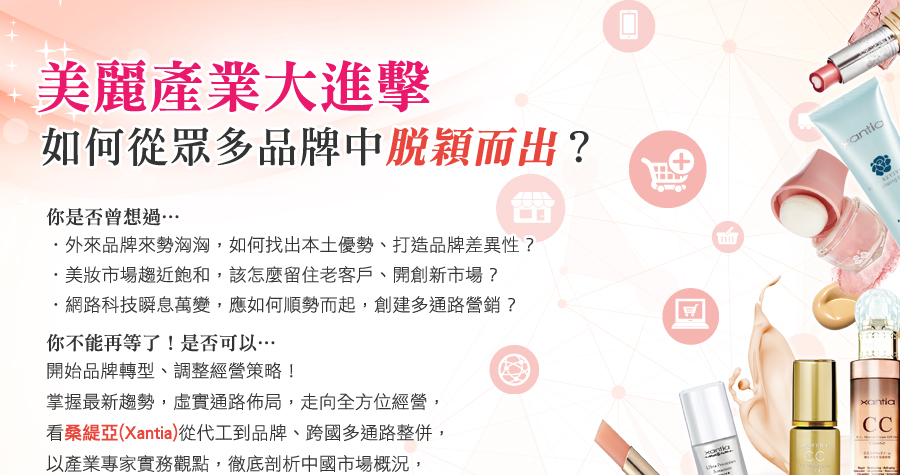 美麗產業大進擊
如何從眾多品牌中脫穎而出？
你是否曾想過…
・外來品牌來勢洶洶，如何找出本土優勢、打造品牌差異性？
・美妝市場趨近飽和，該怎麼留住老客戶、開創新市場？
・網路科技瞬息萬變，應如何順勢而起，創建多通路營銷？
你不能再等了！是否可以…
開始品牌轉型、調整經營策略！
掌握最新趨勢，虛實通路佈局，走向全方位經營，
看桑緹亞(Xantia)從代工到品牌、跨國多通路整併，
以產業專家實務觀點，徹底剖析中國市場概況，
xantia
xantia
CC
xantia
CC